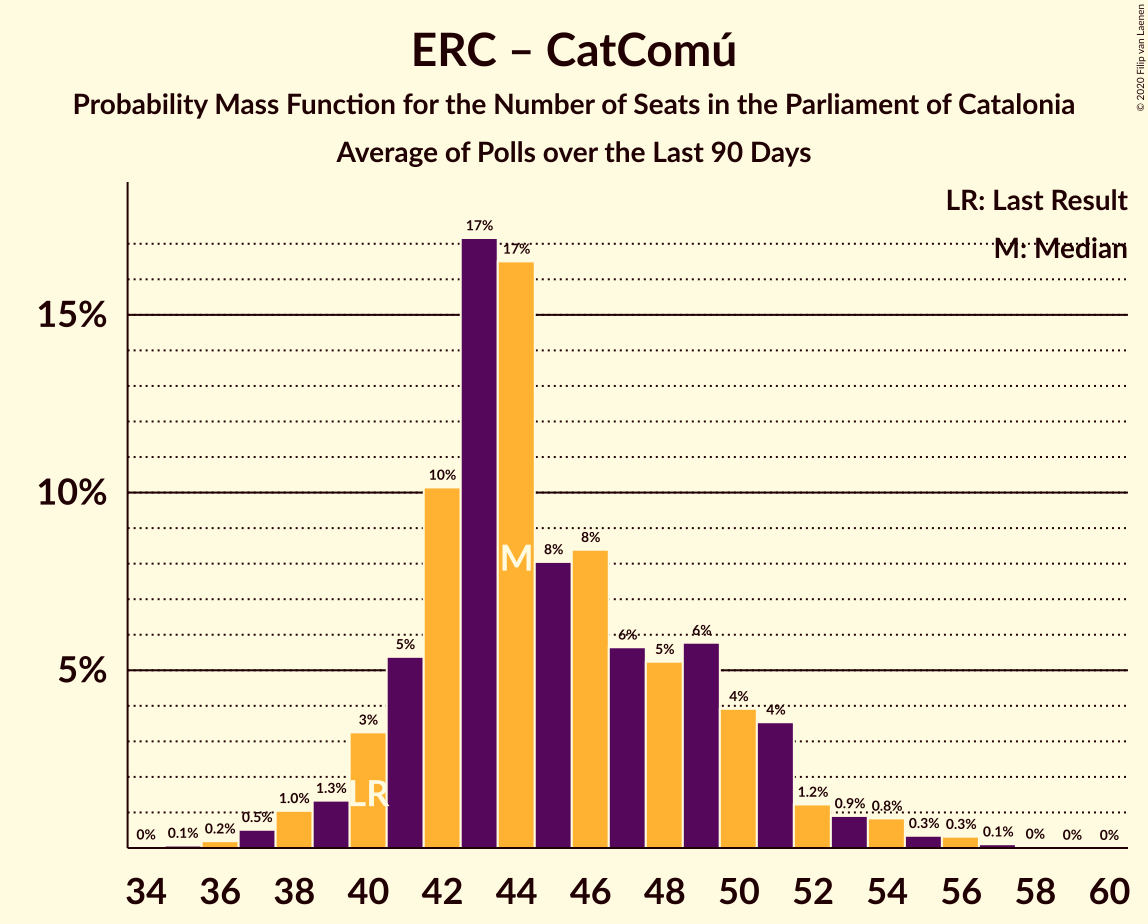 © 2020 Filip van Laenen
ERC – CatComú
Probability Mass Function for the Number of Seats in the Parliament of Catalonia
Average of Polls over the Last 90 Days
LR: Last Result
M: Median
15%
10%
5%
0% 0.1% 0.2% 0.5% 1.0% 1.3% 3% 5% 10% 17% 17% 8% 8% 6% 5% 6% 4% 4% 1.2% 0.9% 0.8% 0.3% 0.3% 0.1% 0% 0% 0%
M
LR
34 36 38 40 42 44 46 48 50 52 54 56 58 60